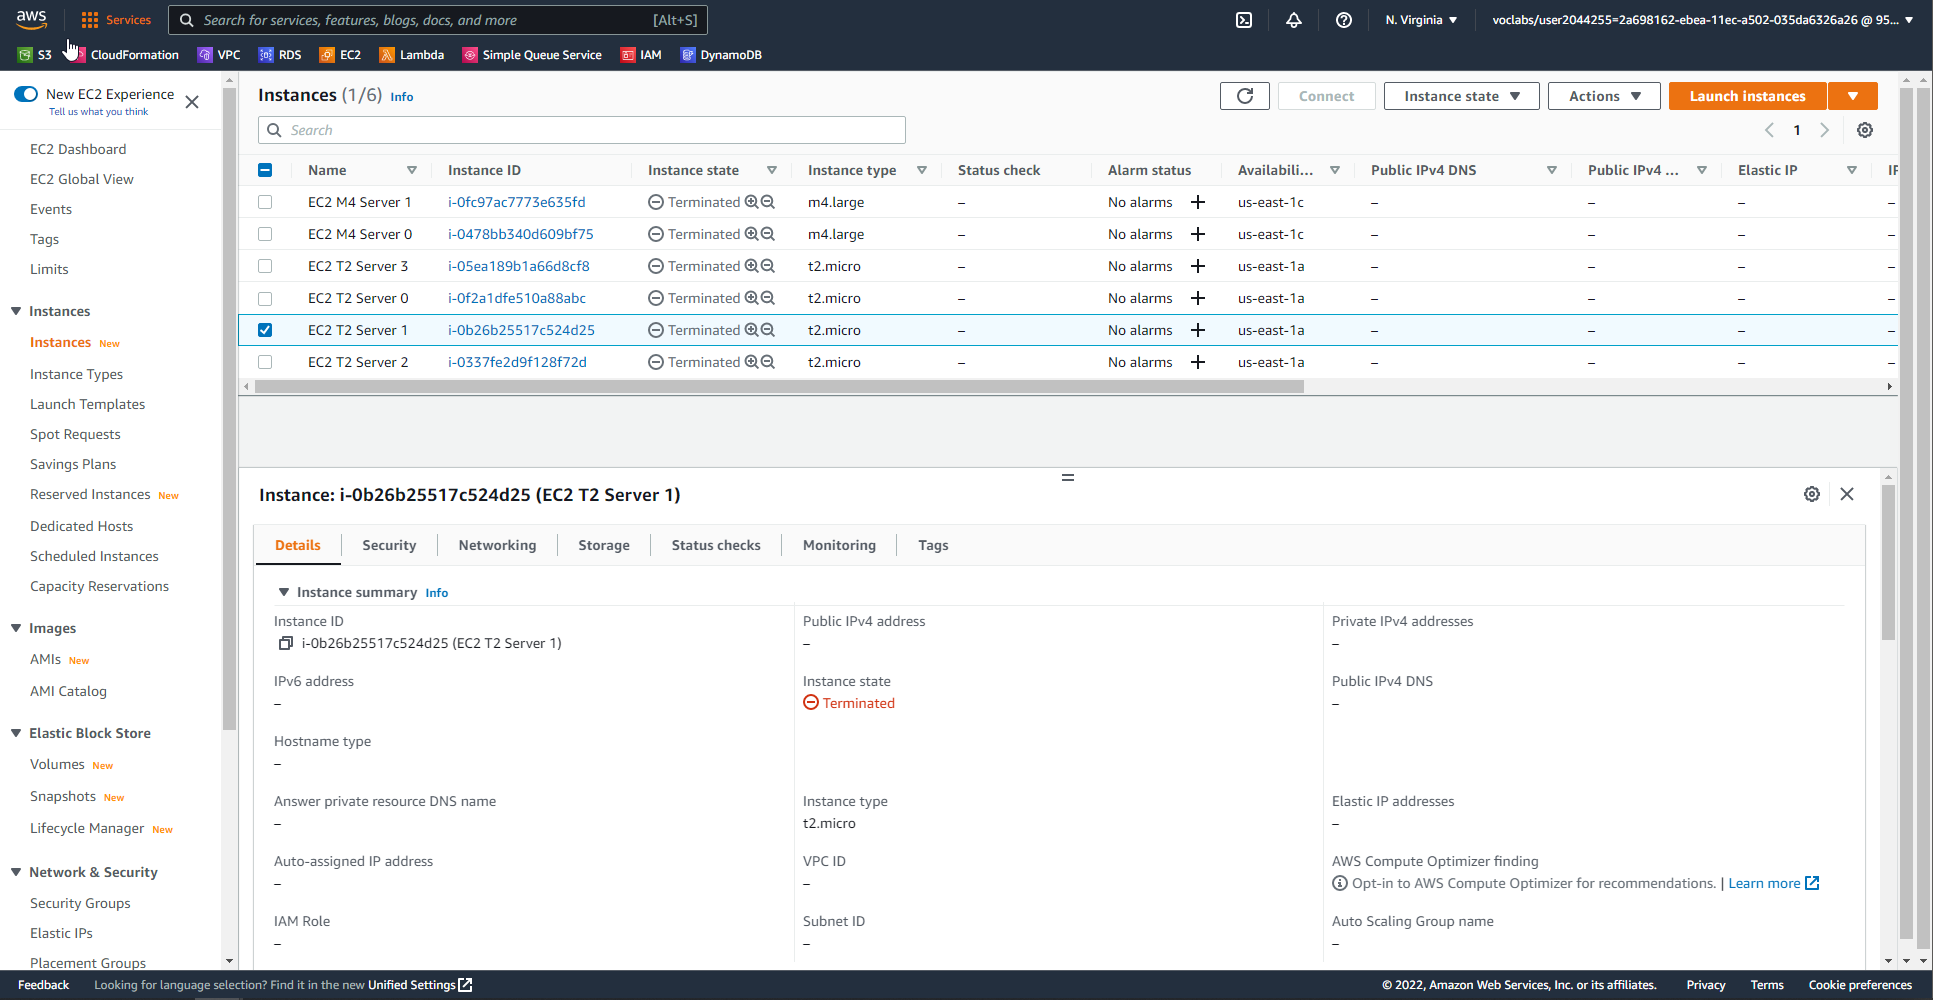 aws
Services
Search for services, features, blogs, docs, and more
[Alt+S]
N. Virginia
voclabs/user2044255=2a698162-ebea-11ec-a502-035da6326a26 @ 95...
S3 CloudFormation VPC RDS EC2 Lambda Simple Queue Service IAM DynamoDB
New EC2 Experience
Tell us what you think
EC2 Dashboard
EC2 Global View
Events
Tags
Limits
Instances
Instances New
Instance Types
Launch Templates
Spot Requests
Savings Plans
Reserved Instances New
Dedicated Hosts
Scheduled Instances
Capacity Reservations
Images
AMIs New
AMI Catalog
Elastic Block Store
Volumes New
Snapshots New
Lifecycle Manager New
Network & Security
Security Groups
Elastic IPs
Placement Groups
Instances (1/6) Info
Connect
Instance state
Actions
Launch instances
Search
1
Name Instance ID Instance state Instance type Status check Alarm status Availabili... Public IPv4 DNS Public IPv4 ... Elastic IP IP
EC2 M4 Server 1 i-0fc97ac7773e635fd Terminated m4.large – No alarms + us-east-1c – – – –
EC2 M4 Server 0 i-0478bb340d609bf75 Terminated m4.large – No alarms + us-east-1c – – – –
EC2 T2 Server 3 i-05ea189b1a66d8cf8 Terminated t2.micro – No alarms + us-east-1a – – – –
EC2 T2 Server 0 i-0f2a1dfe510a88abc Terminated t2.micro – No alarms + us-east-1a – – – –
EC2 T2 Server 1 i-0b26b25517c524d25 Terminated t2.micro – No alarms + us-east-1a – – – –
EC2 T2 Server 2 i-0337fe2d9f128f72d Terminated t2.micro – No alarms + us-east-1a – – – –
Instance: i-0b26b25517c524d25 (EC2 T2 Server 1)
Details Security Networking Storage Status checks Monitoring Tags
Instance summary Info
Instance ID
i-0b26b25517c524d25 (EC2 T2 Server 1)
Public IPv4 address
–
Private IPv4 addresses
–
IPv6 address
–
Instance state
Terminated
Public IPv4 DNS
–
Hostname type
–
Answer private resource DNS name
–
Instance type
t2.micro
Elastic IP addresses
–
Auto-assigned IP address
–
VPC ID
–
AWS Compute Optimizer finding
Opt-in to AWS Compute Optimizer for recommendations. | Learn more
IAM Role
–
Subnet ID
–
Auto Scaling Group name
–
Feedback
Looking for language selection? Find it in the new Unified Settings
© 2022, Amazon Web Services, Inc. or its affiliates.
Privacy
Terms
Cookie preferences